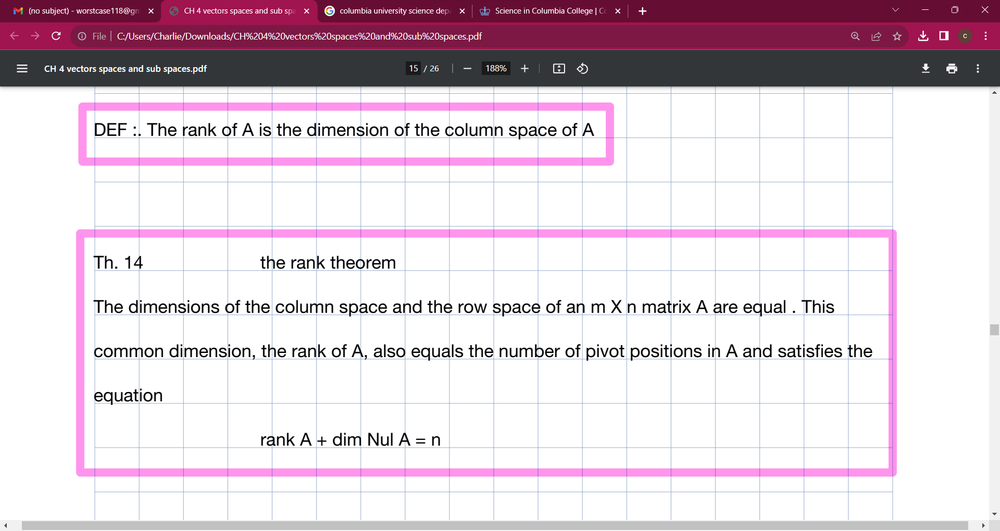 (no subject) - worstcase118@gm
CH 4 vectors spaces and sub spa
columbia university science depa
Science in Columbia College | Co
File
C:/Users/Charlie/Downloads/CH%204%20vectors%20spaces%20and%20sub%20spaces.pdf
c
CH 4 vectors spaces and sub spaces.pdf
15 / 26
188%
DEF :. The rank of A is the dimension of the column space of A
Th. 14 the rank theorem
The dimensions of the column space and the row space of an m X n matrix A are equal . This
common dimension, the rank of A, also equals the number of pivot positions in A and satisfies the
equation
rank A + dim Nul A = n